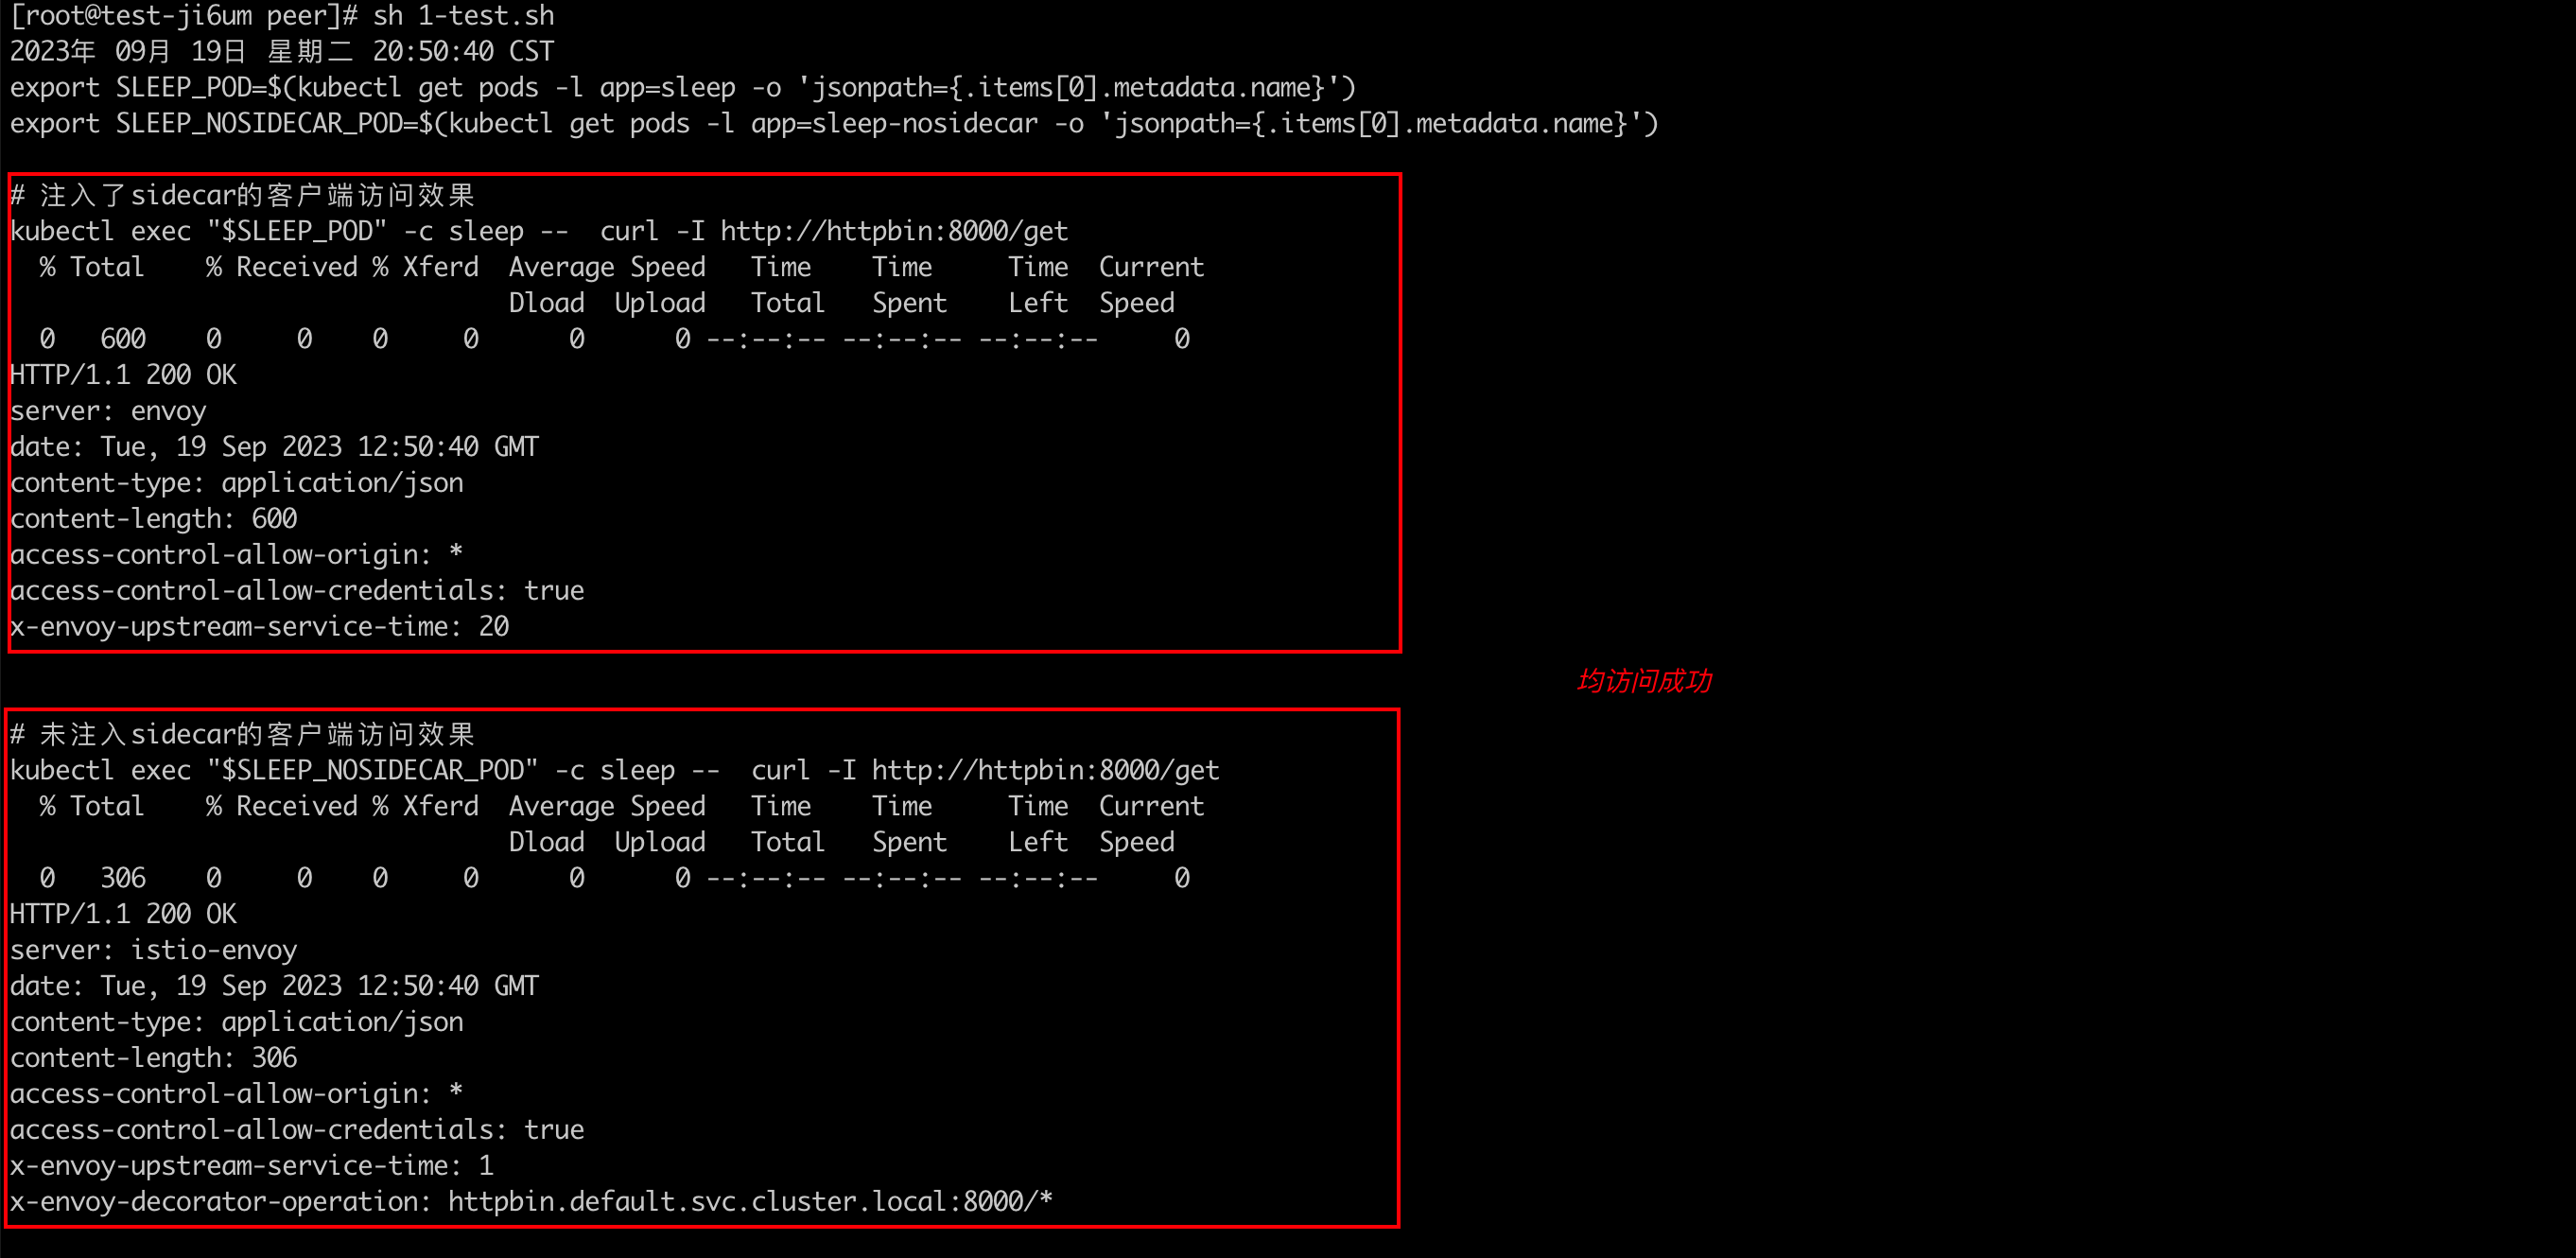 [root@test-ji6um peer]# sh 1-test.sh
2023年 09月 19日 星期二 20:50:40 CST
export SLEEP_POD=$(kubectl get pods -l app=sleep -o 'jsonpath={.items[0].metadata.name}')
export SLEEP_NOSIDECAR_POD=$(kubectl get pods -l app=sleep-nosidecar -o 'jsonpath={.items[0].metadata.name}')
# 注入了sidecar的客户端访问效果
kubectl exec "$SLEEP_POD" -c sleep --  curl -I http://httpbin:8000/get
  % Total    % Received % Xferd  Average Speed   Time    Time     Time  Current
                                 Dload  Upload   Total   Spent    Left  Speed
  0   600    0     0    0     0      0      0 --:--:-- --:--:-- --:--:--     0
HTTP/1.1 200 OK
server: envoy
date: Tue, 19 Sep 2023 12:50:40 GMT
content-type: application/json
content-length: 600
access-control-allow-origin: *
access-control-allow-credentials: true
x-envoy-upstream-service-time: 20
均访问成功
# 未注入sidecar的客户端访问效果
kubectl exec "$SLEEP_NOSIDECAR_POD" -c sleep --  curl -I http://httpbin:8000/get
  % Total    % Received % Xferd  Average Speed   Time    Time     Time  Current
                                 Dload  Upload   Total   Spent    Left  Speed
  0   306    0     0    0     0      0      0 --:--:-- --:--:-- --:--:--     0
HTTP/1.1 200 OK
server: istio-envoy
date: Tue, 19 Sep 2023 12:50:40 GMT
content-type: application/json
content-length: 306
access-control-allow-origin: *
access-control-allow-credentials: true
x-envoy-upstream-service-time: 1
x-envoy-decorator-operation: httpbin.default.svc.cluster.local:8000/*